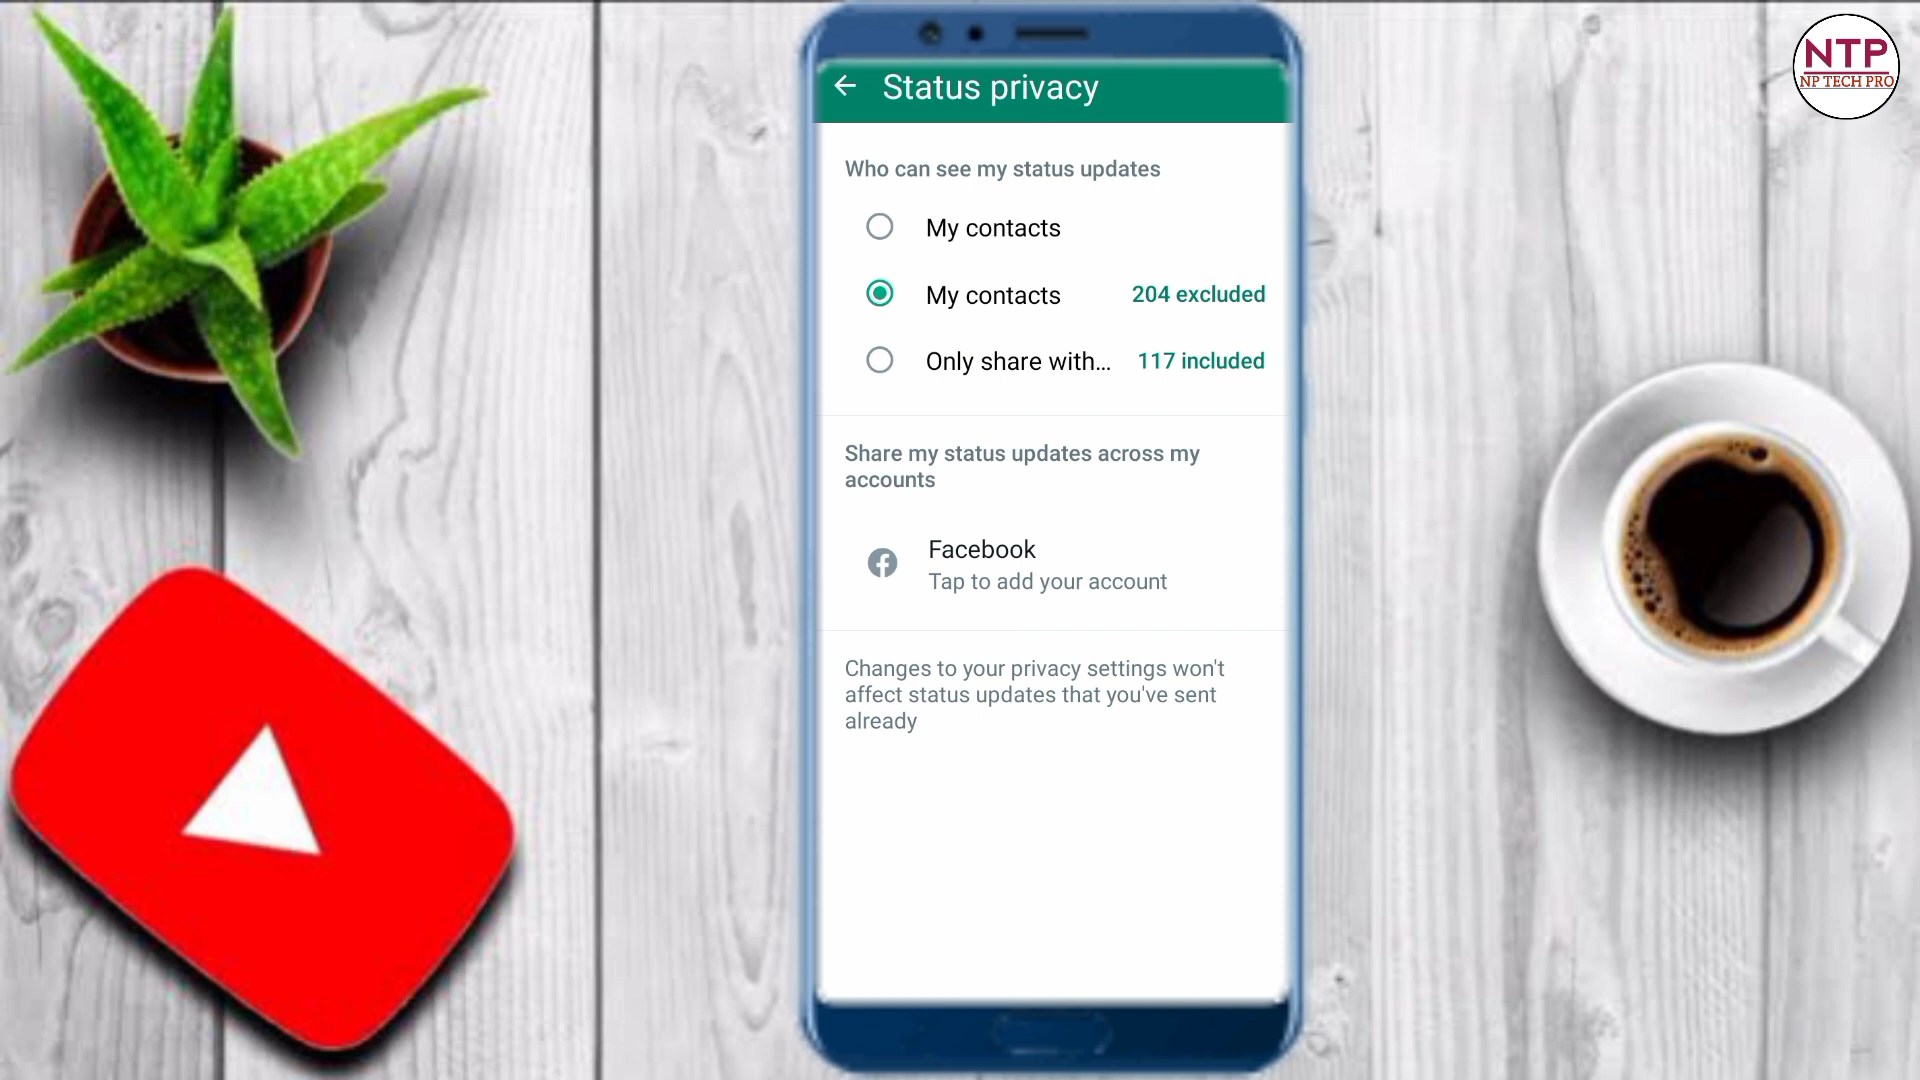 NTP
NP TECH PRO
Status privacy
Who can see my status updates
My contacts
My contacts 204 excluded
Only share with... 117 included
Share my status updates across my
accounts
Facebook
Tap to add your account
Changes to your privacy settings won't
affect status updates that you've sent
already